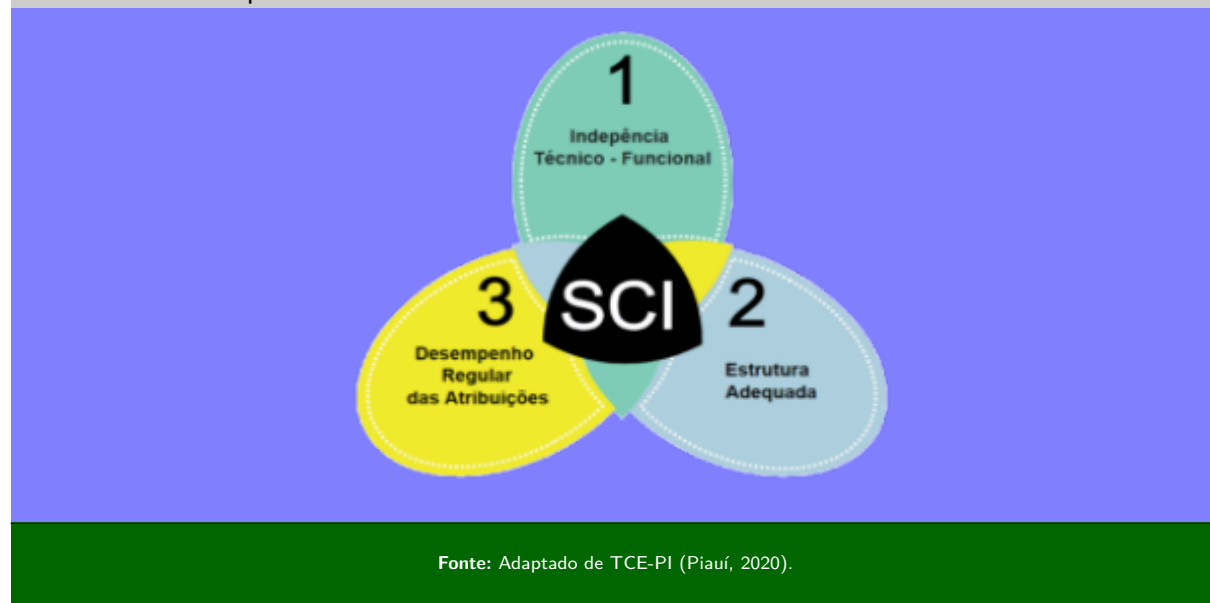 1
Indepência
Técnico - Funcional
SCI
3
Desempenho
Regular
das Atribuições
2
Estrutura
Adequada
Fonte: Adaptado de TCE-PI (Piauí, 2020).